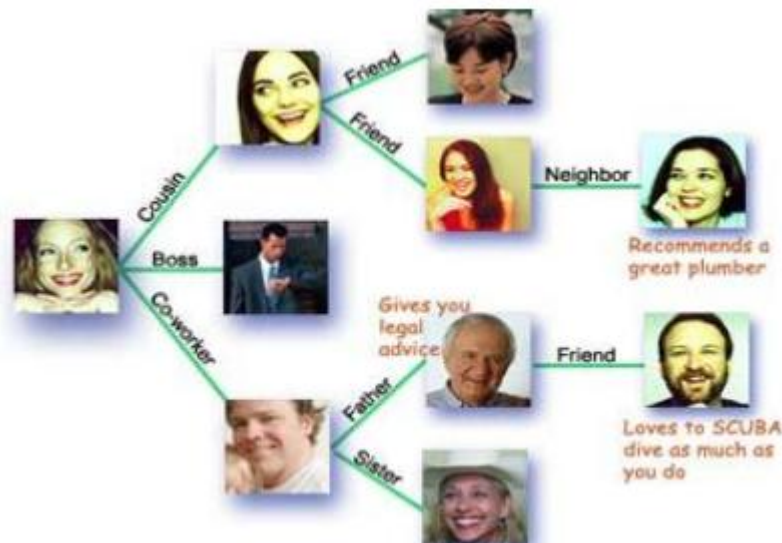 Friend
Friend
Neighbor
Cousin
Recommends a
great plumber
Boss
Co-worker
Gives you
legal
advice
Father
Friend
Sister
Loves to SCUBA
dive as much as
you do